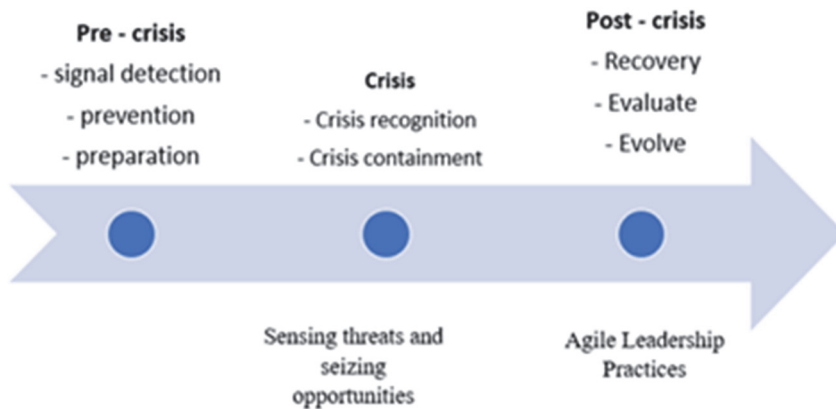 Pre - crisis
- signal detection
- prevention
- preparation
Crisis
- Crisis recognition
- Crisis containment
Post - crisis
- Recovery
- Evaluate
- Evolve
Sensing threats and
seizing
opportunities
Agile Leadership
Practices